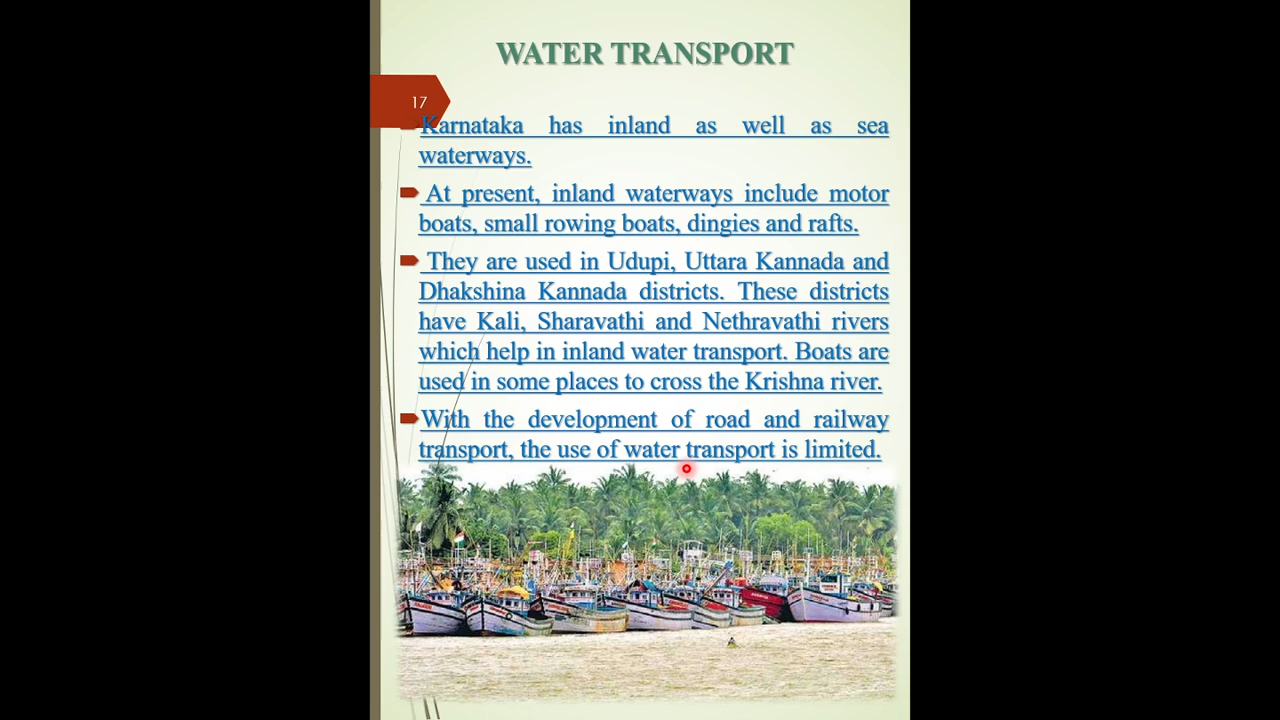 WATER TRANSPORT
17
Karnataka has inland as well as sea
waterways.
At present, inland waterways include motor
boats, small rowing boats, dingies and rafts.
They are used in Udupi, Uttara Kannada and
Dhakshina Kannada districts. These districts
have Kali, Sharavathi and Nethravathi rivers
which help in inland water transport. Boats are
used in some places to cross the Krishna river.
With the development of road and railway
transport, the use of water transport is limited.